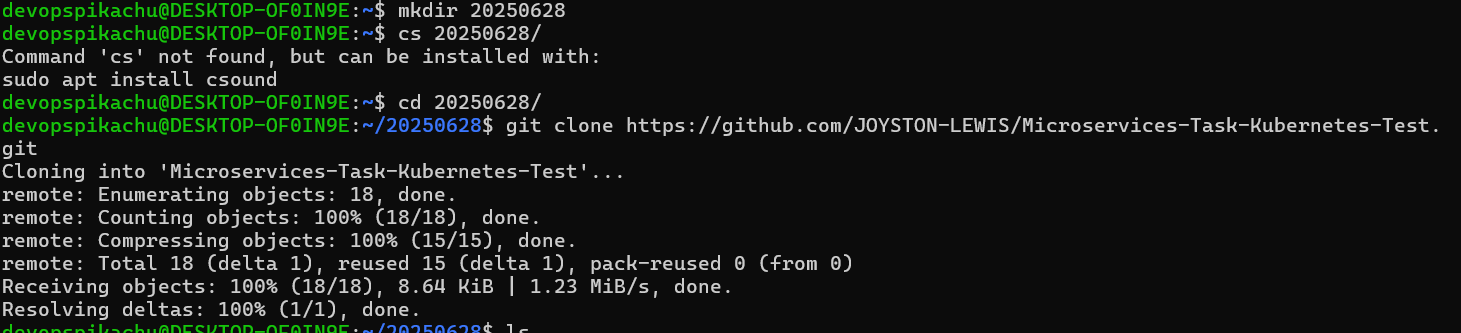 devopspikachu@DESKTOP-OF0IN9E:~$ mkdir 20250628
devopspikachu@DESKTOP-OF0IN9E:~$ cs 20250628/
Command 'cs' not found, but can be installed with:
sudo apt install csound
devopspikachu@DESKTOP-OF0IN9E:~$ cd 20250628/
devopspikachu@DESKTOP-OF0IN9E:~/20250628$ git clone https://github.com/JOYSTON-LEWIS/Microservices-Task-Kubernetes-Test.
git
Cloning into 'Microservices-Task-Kubernetes-Test'...
remote: Enumerating objects: 18, done.
remote: Counting objects: 100% (18/18), done.
remote: Compressing objects: 100% (15/15), done.
remote: Total 18 (delta 1), reused 15 (delta 1), pack-reused 0 (from 0)
Receiving objects: 100% (18/18), 8.64 KiB | 1.23 MiB/s, done.
Resolving deltas: 100% (1/1), done.
devopspikachu@DESKTOP-OF0IN9E:~/20250628$ ls